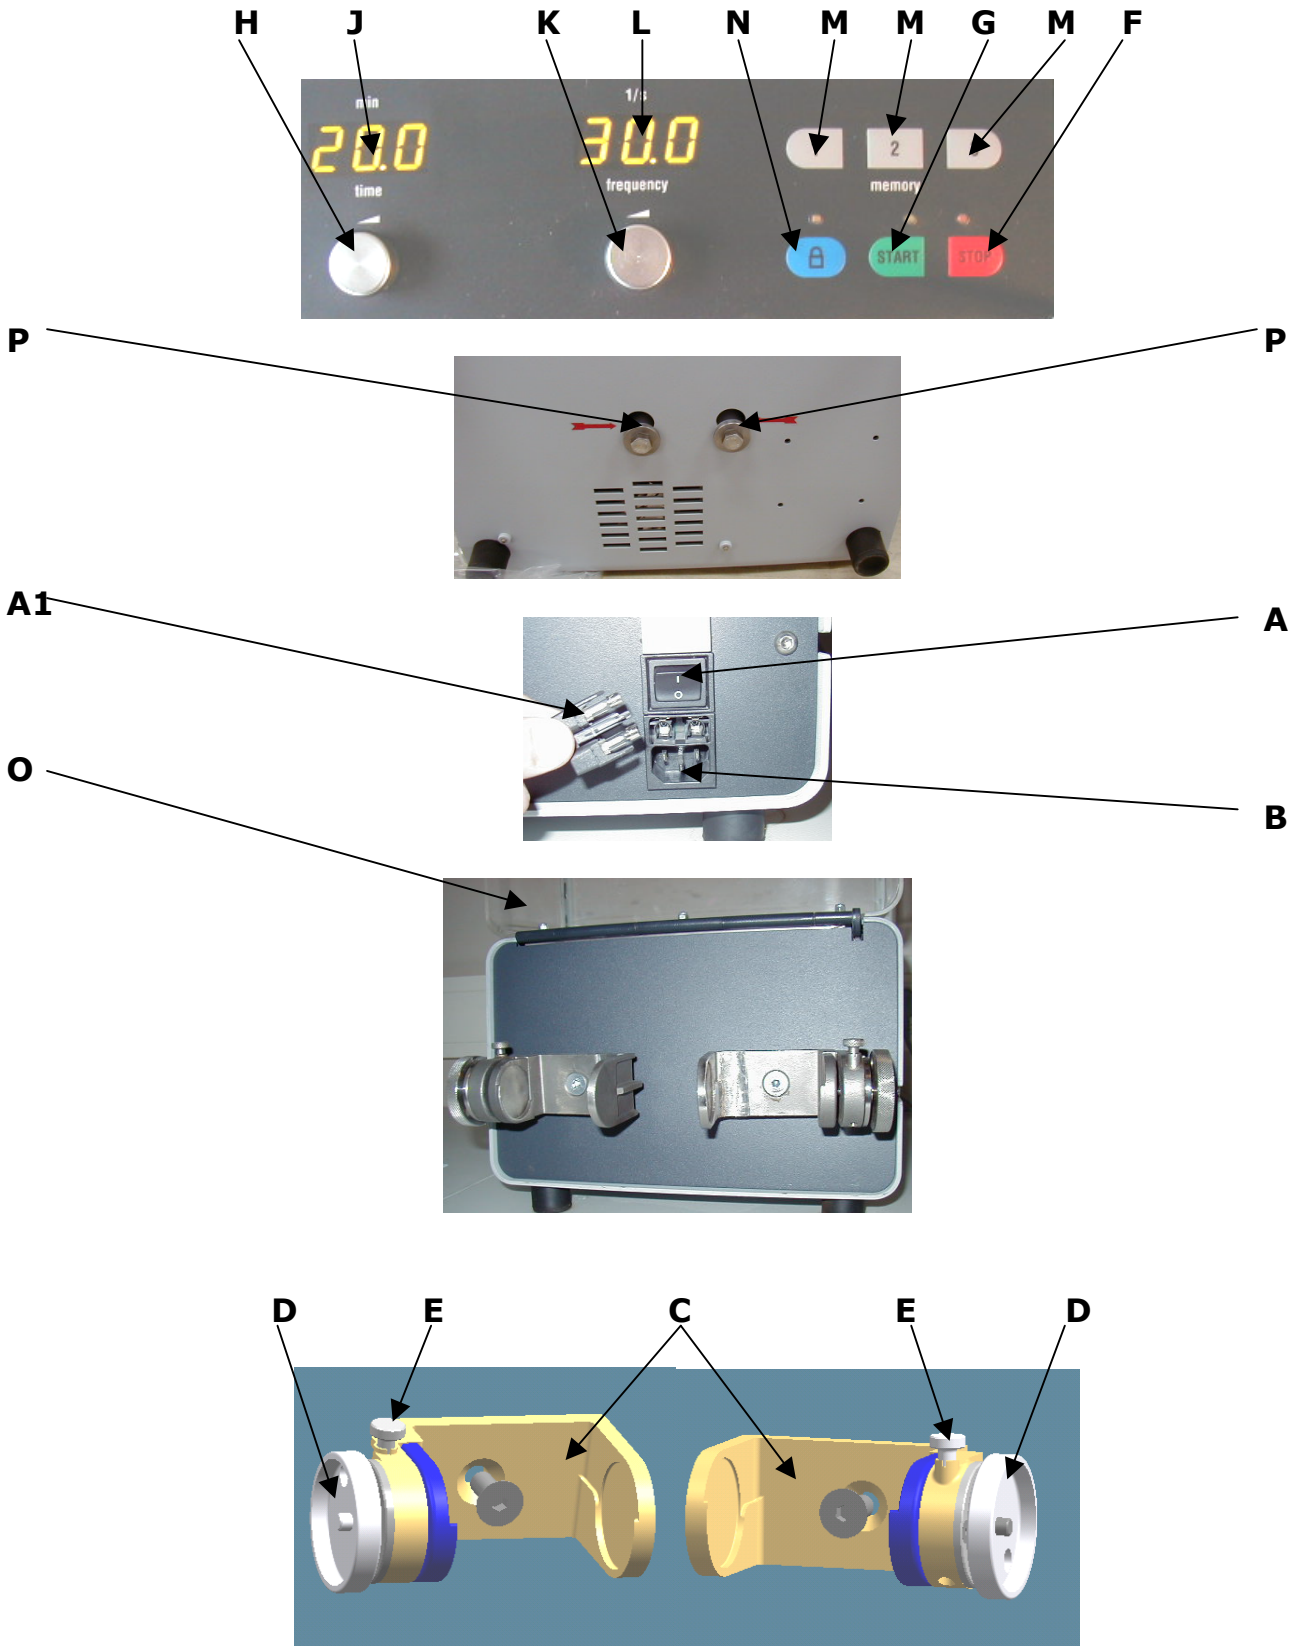 H J K L N M M G M F
min 1/s
20.0 30.0
2
time frequency memory
START STOP
P P
A1 A
I
O
O
B
D E C E D